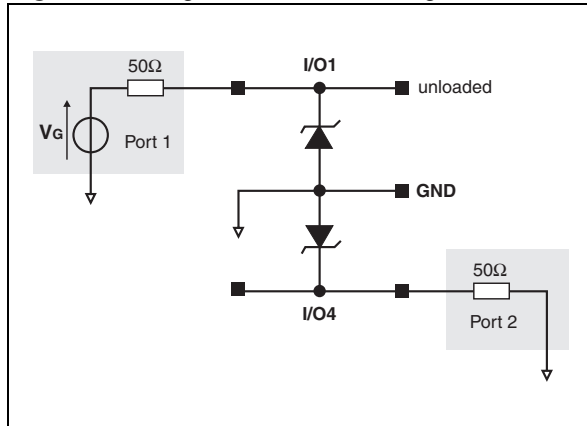 50Ω
I/O1
unloaded
VG
Port 1
GND
50Ω
I/O4
Port 2